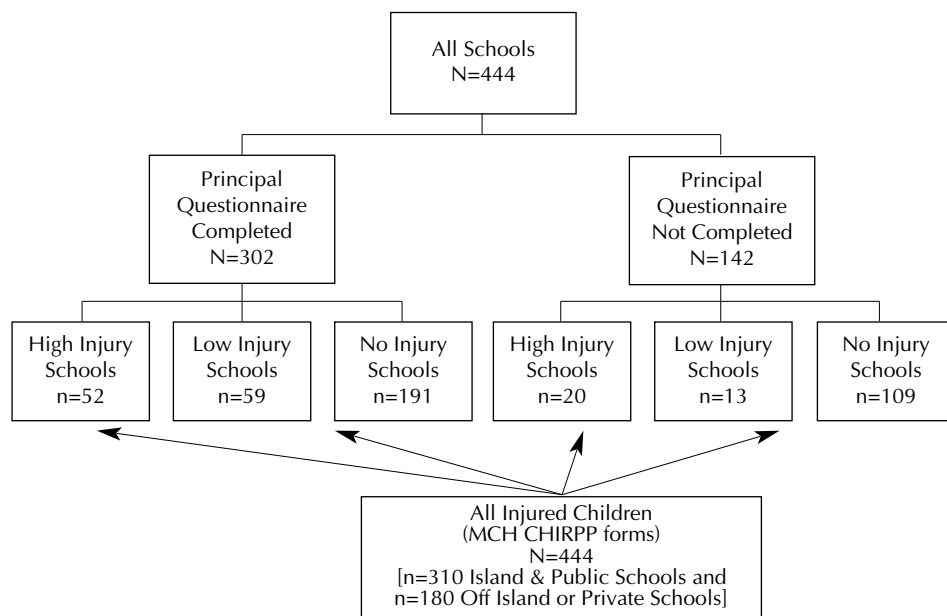 All Schools
N=444
Principal
Questionnaire
Completed
N=302
Principal
Questionnaire
Not Completed
N=142
High Injury
Schools
n=52
Low Injury
Schools
n=59
No Injury
Schools
n=191
High Injury
Schools
n=20
Low Injury
Schools
n=13
No Injury
Schools
n=109
All Injured Children
(MCH CHIRPP forms)
N=444
[n=310 Island & Public Schools and
n=180 Off Island or Private Schools]